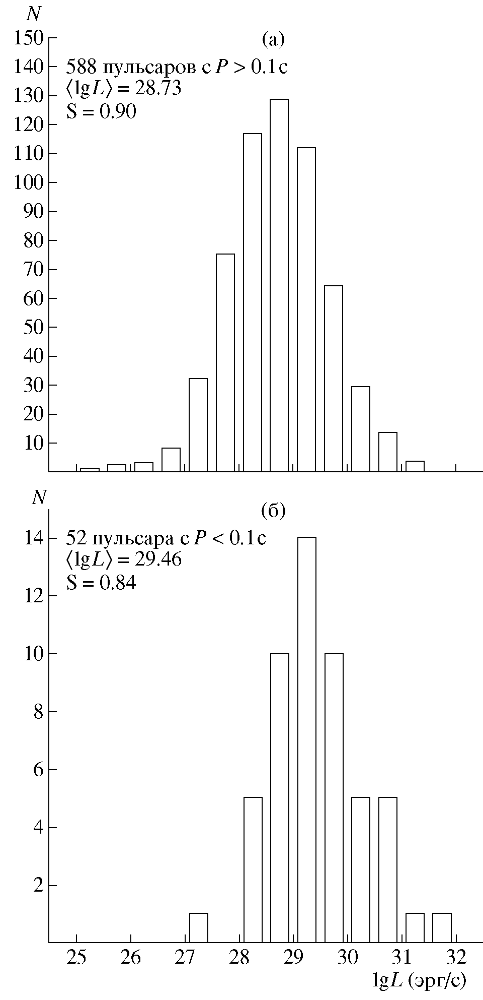 N
(а)
150
140
588 пульсаров с P > 0.1 с
⟨lgL⟩ = 28.73
130
S = 0.90
120
110
100
90
80
70
60
50
40
30
20
10
N
(б)
14
52 пульсара с P < 0.1 с
⟨lgL⟩ = 29.46
S = 0.84
12
10
8
6
4
2
25 26 27 28 29 30 31 32
lgL (эрг/с)